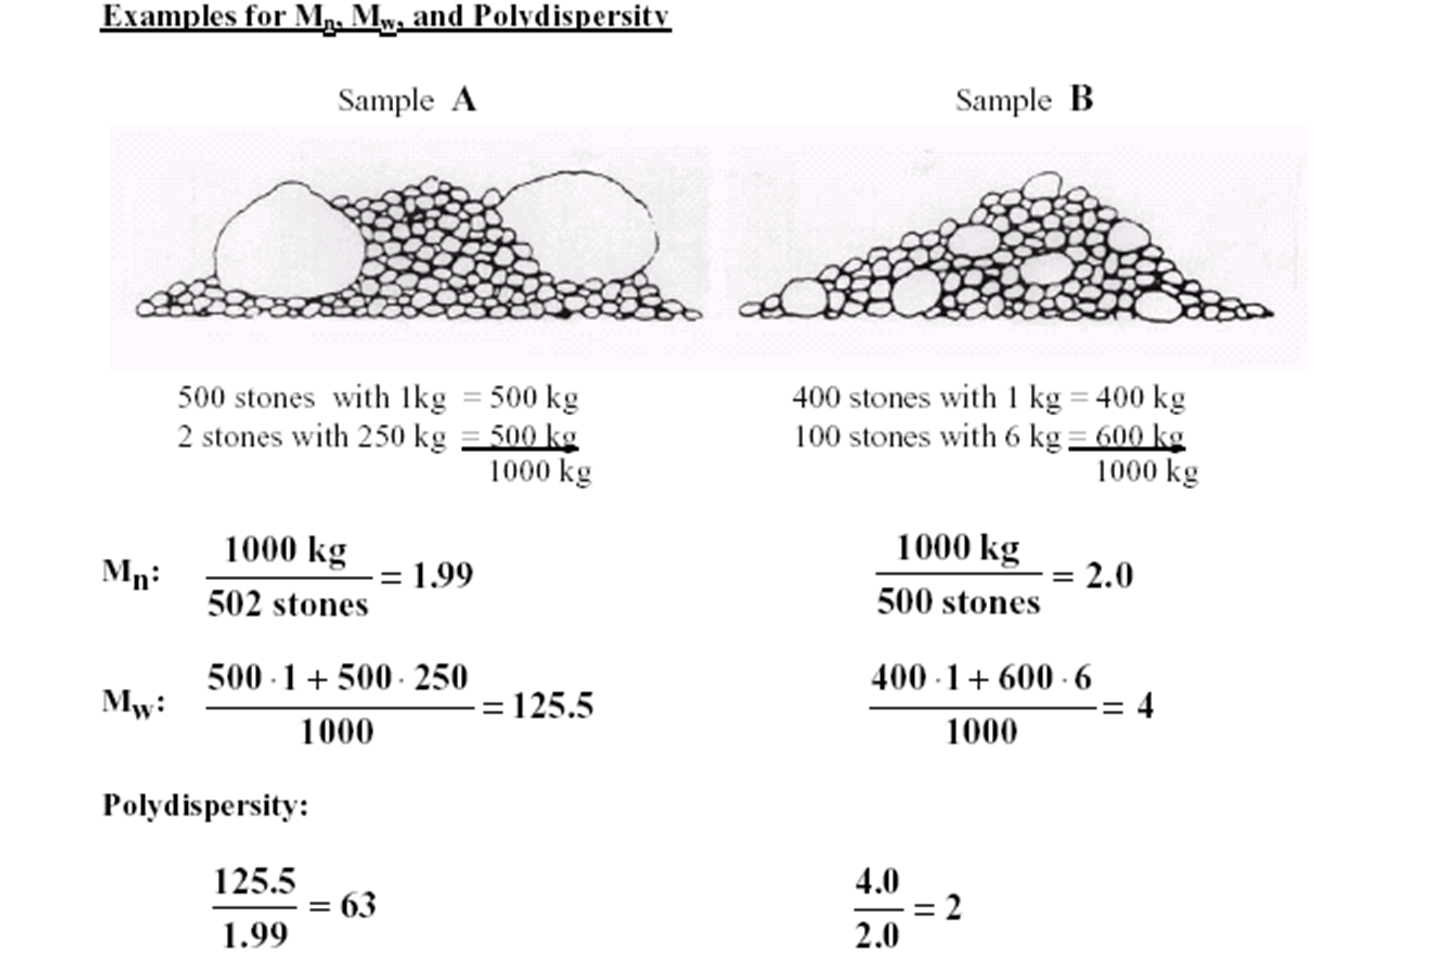 Examples for Mn, Mw, and Polydispersity
Sample A
Sample B
500 stones with 1kg = 500 kg
2 stones with 250 kg = 500 kg
1000 kg
400 stones with 1 kg = 400 kg
100 stones with 6 kg = 600 kg
1000 kg
Mn:
1000 kg
502 stones
= 1.99
1000 kg
500 stones
= 2.0
Mw:
500 · 1 + 500 · 250
1000
= 125.5
400 · 1 + 600 · 6
1000
= 4
Polydispersity:
125.5
1.99
= 63
4.0
2.0
= 2